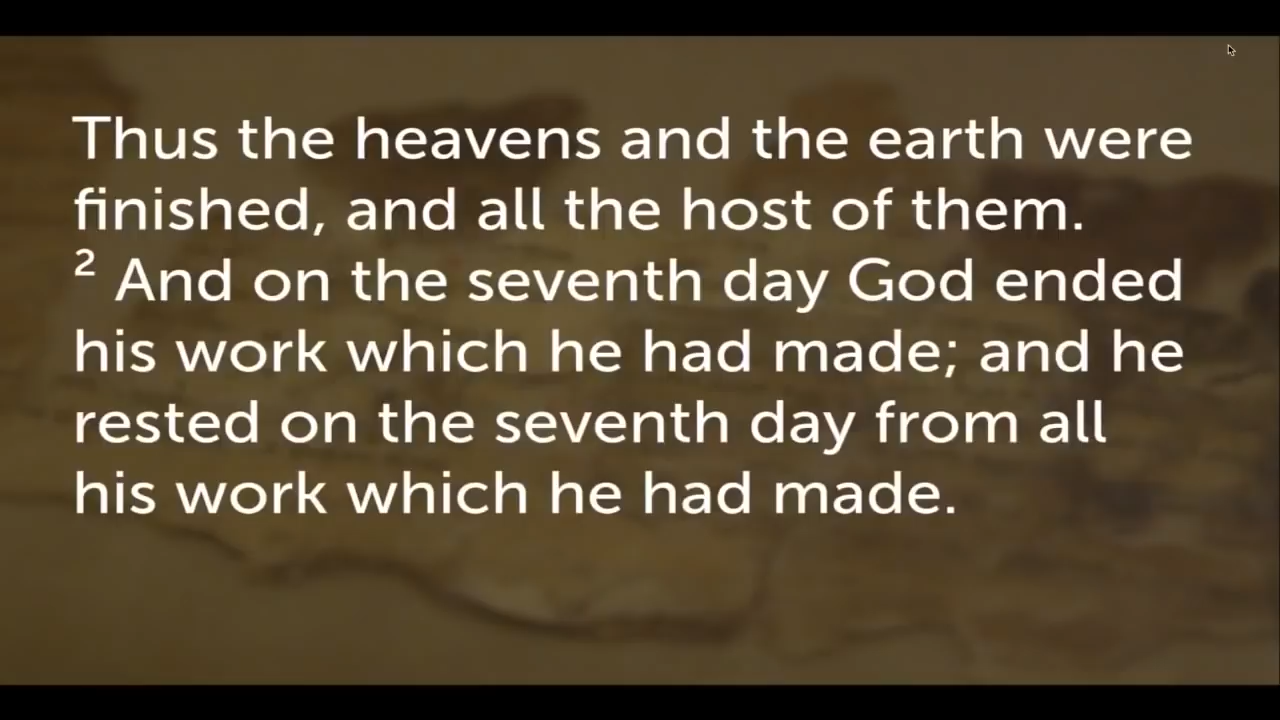 Thus the heavens and the earth were
finished, and all the host of them.
² And on the seventh day God ended
his work which he had made; and he
rested on the seventh day from all
his work which he had made.